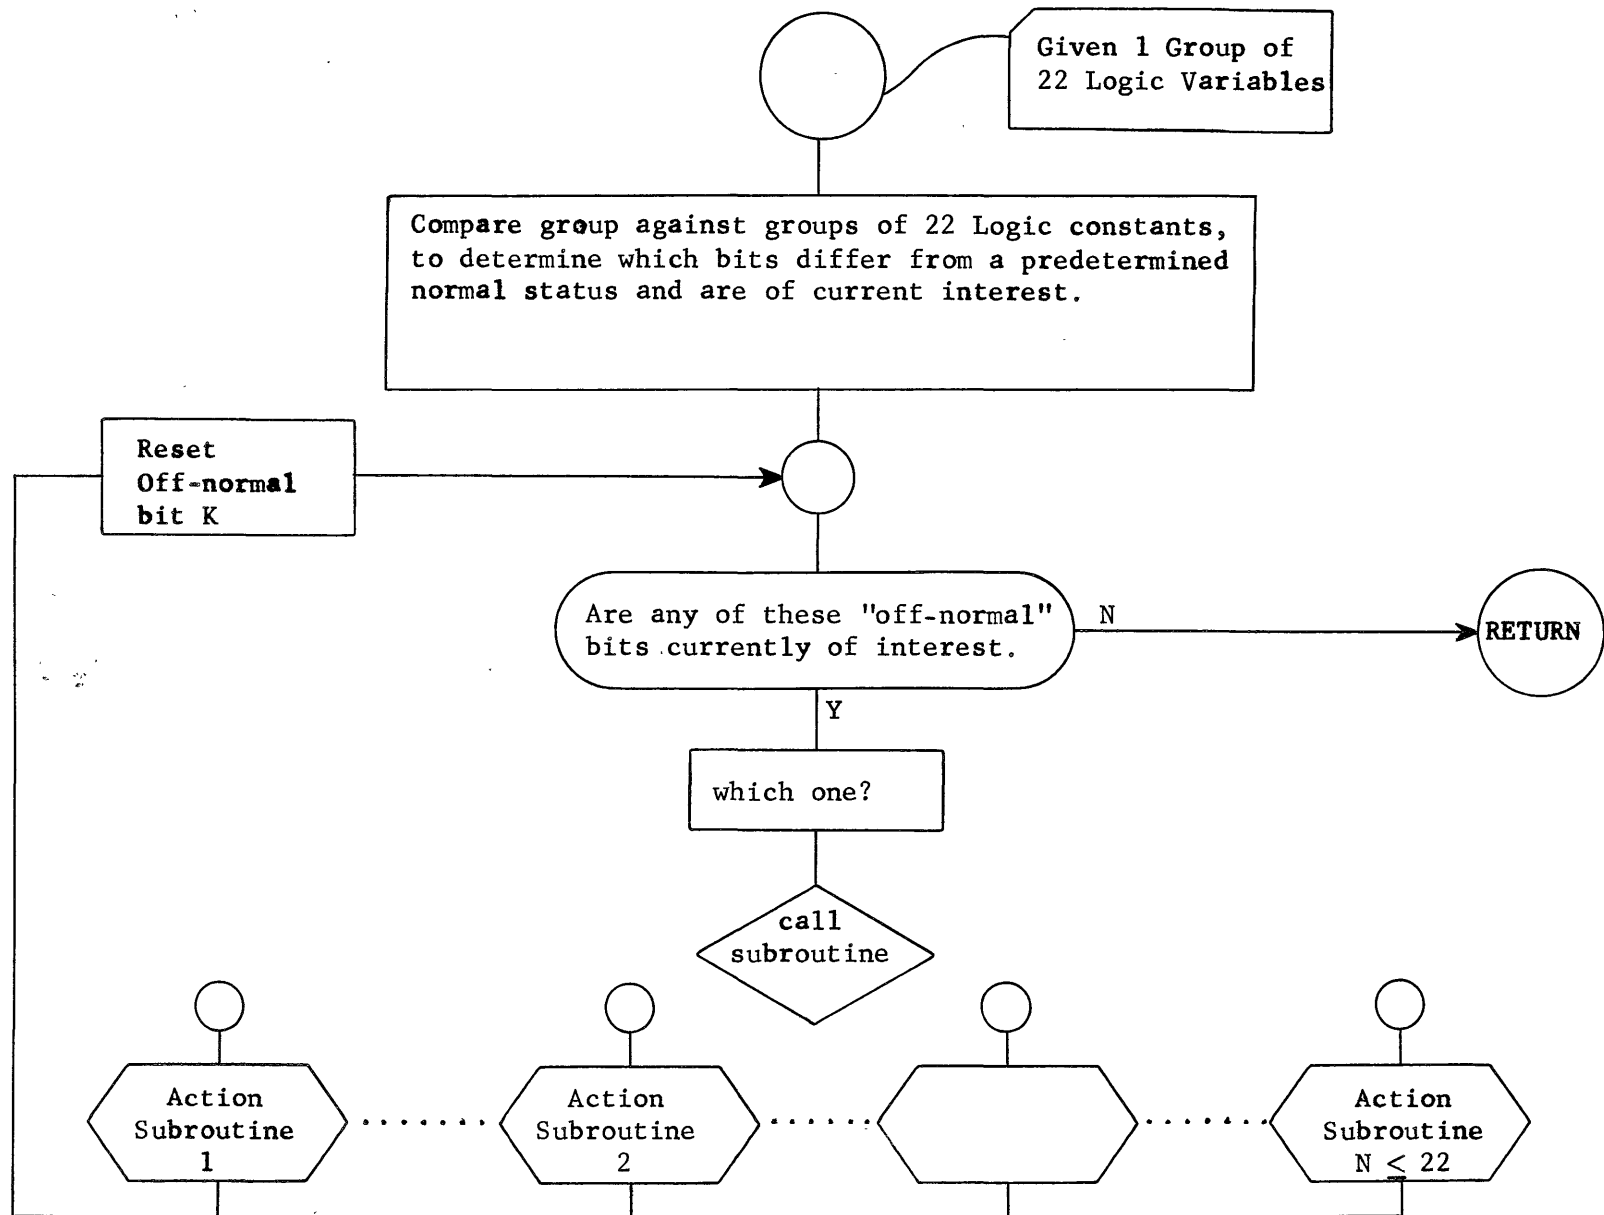 Given 1 Group of
22 Logic Variables
Compare group against groups of 22 Logic constants,
to determine which bits differ from a predetermined
normal status and are of current interest.
Reset
Off-normal
bit K
Are any of these "off-normal"
bits currently of interest.
N
RETURN
Y
which one?
call
subroutine
Action
Subroutine
1
Action
Subroutine
2
Action
Subroutine
N ≤ 22